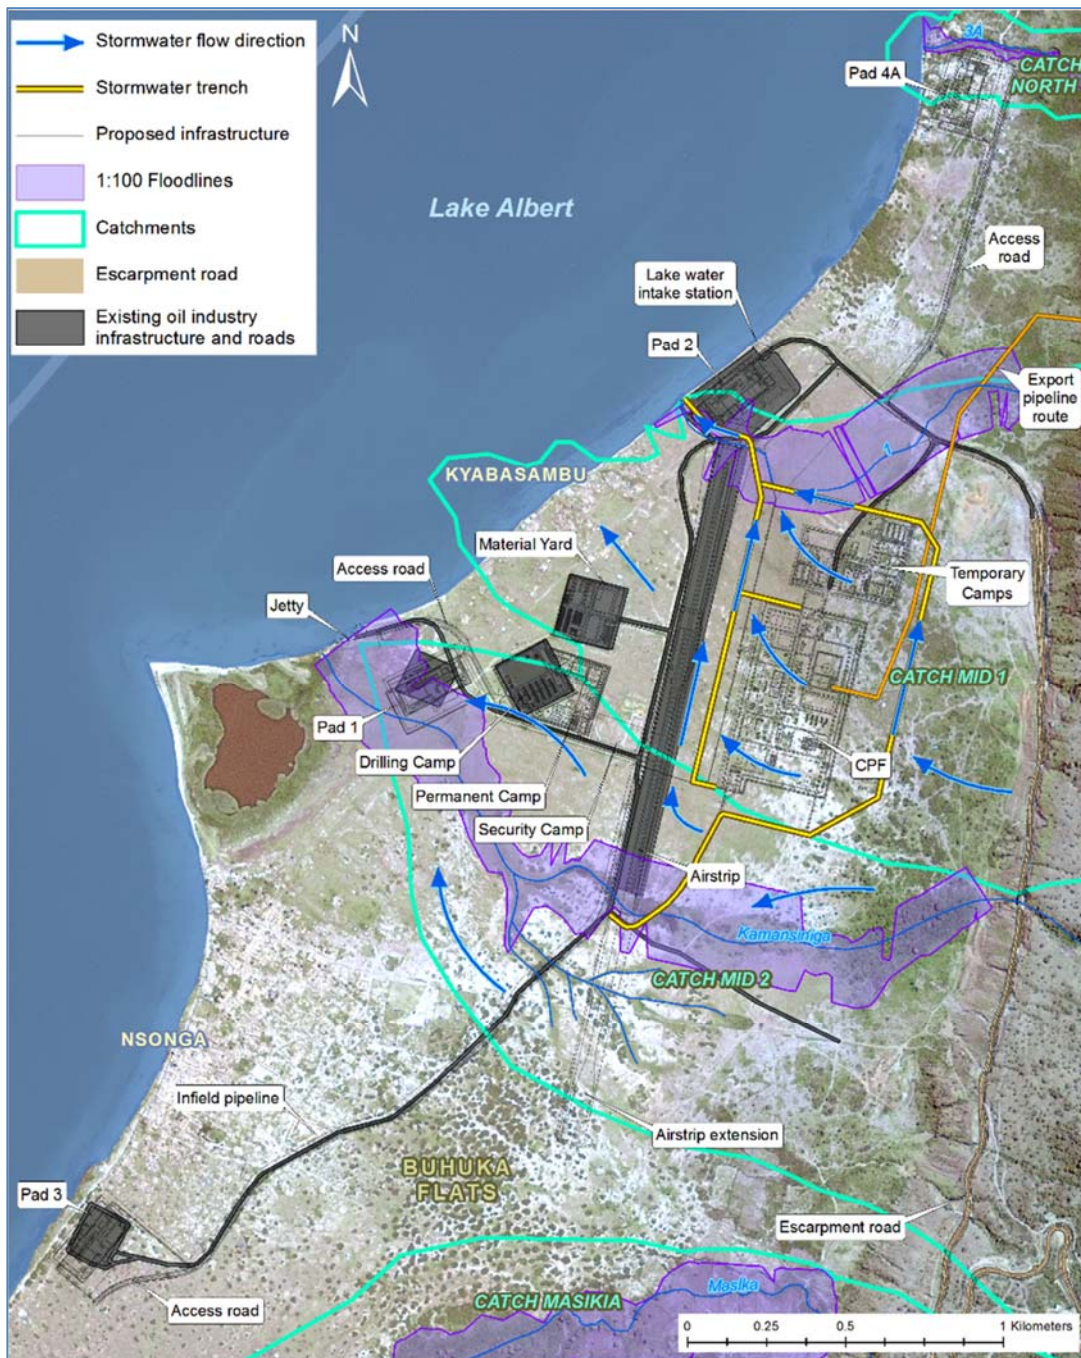 Stormwater flow direction
Stormwater trench
Proposed infrastructure
1:100 Floodlines
Catchments
Escarpment road
Existing oil industry
infrastructure and roads
N
3A
CATCH
NORTH
Pad 4A
Lake Albert
Access
road
Lake water
intake station
Pad 2
Export
pipeline
route
1
KYABASAMBU
Material Yard
Access road
Temporary
Camps
Jetty
CATCH MID 1
Pad 1
Drilling Camp
CPF
Permanent Camp
Security Camp
Airstrip
Kamansiniga
CATCH MID 2
NSONGA
Infield pipeline
Airstrip extension
BUHUKA
FLATS
Pad 3
Escarpment road
Masika
CATCH MASIKIA
Access road
0 0.25 0.5 1 Kilometers